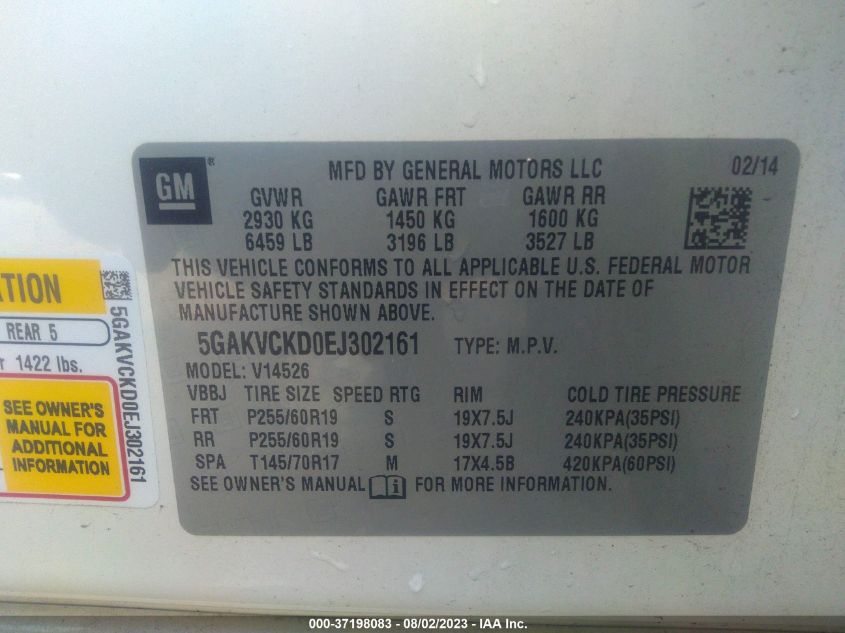 MFD BY GENERAL MOTORS LLC 02/14
GM®
GVWR GAWR FRT GAWR RR
2930 KG 1450 KG 1600 KG
6459 LB 3196 LB 3527 LB
THIS VEHICLE CONFORMS TO ALL APPLICABLE U.S. FEDERAL MOTOR
VEHICLE SAFETY STANDARDS IN EFFECT ON THE DATE OF
MANUFACTURE SHOWN ABOVE.
5GAKVCKD0EJ302161 TYPE: M.P.V.
MODEL: V14526
VBBJ TIRE SIZE SPEED RTG RIM COLD TIRE PRESSURE
FRT P255/60R19 S 19X7.5J 240KPA(35PSI)
RR P255/60R19 S 19X7.5J 240KPA(35PSI)
SPA T145/70R17 M 17X4.5B 420KPA(60PSI)
SEE OWNER'S MANUAL i FOR MORE INFORMATION.
REAR 5
1422 lbs.
SEE OWNER'S
MANUAL FOR
ADDITIONAL
INFORMATION
5GAKVCKD0EJ302161
000-37198083 - 08/02/2023 - IAA Inc.